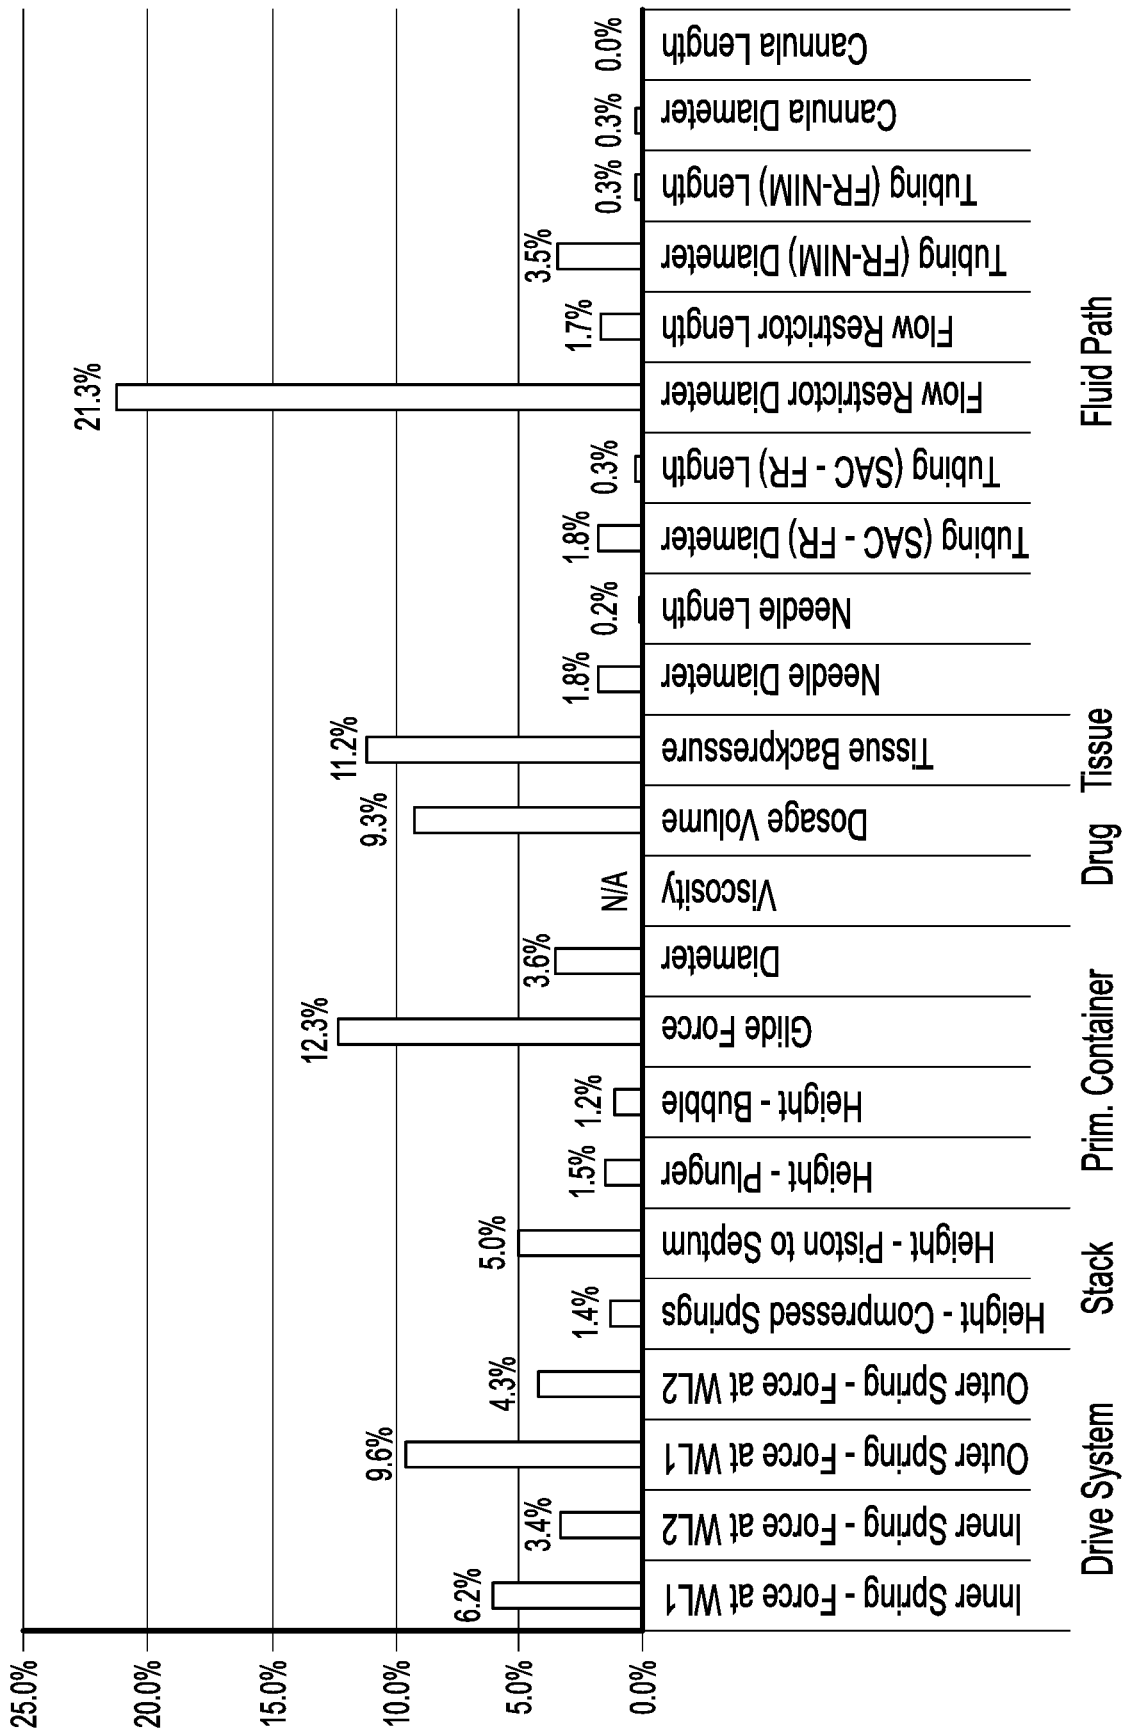 25.0%
20.0%
15.0%
10.0%
5.0%
0.0%
6.2%
3.4%
9.6%
4.3%
1.4%
5.0%
1.5%
1.2%
12.3%
3.6%
N/A
9.3%
11.2%
1.8%
0.2%
1.8%
0.3%
21.3%
1.7%
3.5%
0.3%
0.3%
0.0%
Inner Spring - Force at WL1
Inner Spring - Force at WL2
Outer Spring - Force at WL1
Outer Spring - Force at WL2
Height - Compressed Springs
Height - Piston to Septum
Height - Plunger
Height - Bubble
Glide Force
Diameter
Viscosity
Dosage Volume
Tissue Backpressure
Needle Diameter
Needle Length
Tubing (SAC - FR) Diameter
Tubing (SAC - FR) Length
Flow Restrictor Diameter
Flow Restrictor Length
Tubing (FR-NIM) Diameter
Tubing (FR-NIM) Length
Cannula Diameter
Cannula Length
Drive System
Stack
Prim. Container
Drug
Tissue
Fluid Path